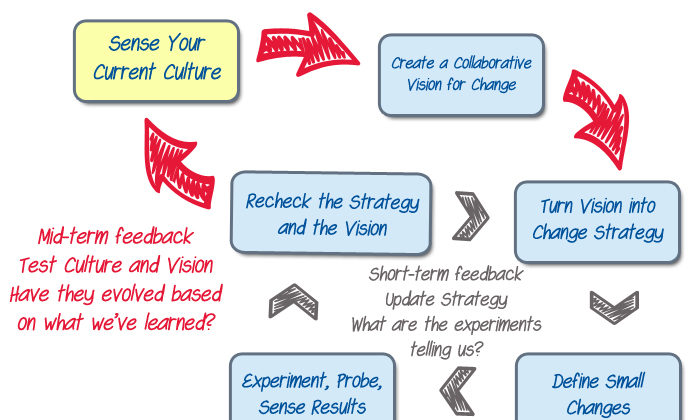 Sense Your
Current Culture
Create a Collaborative
Vision for Change
Recheck the Strategy
and the Vision
Turn Vision into
Change Strategy
Mid-term feedback
Test Culture and Vision
Have they evolved based
on what we've learned?
Short-term feedback
Update Strategy
What are the experiments
telling us?
Experiment, Probe,
Sense Results
Define Small
Changes